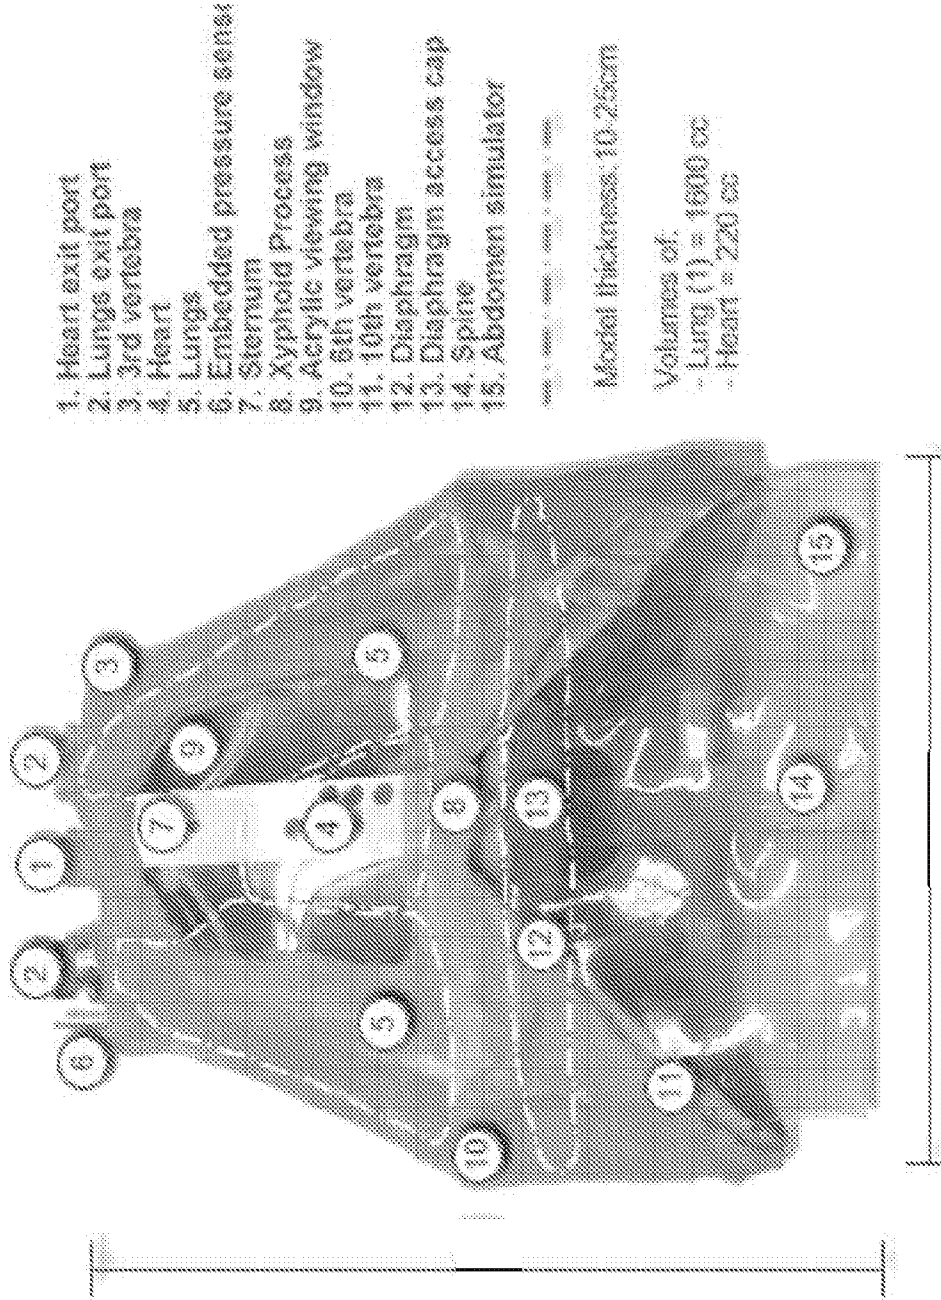 2
1
2
6
3
7
9
4
5
5
8
10
12
13
11
14
15
1. Heart exit port
2. Lungs exit port
3. 3rd vertebra
4. Heart
5. Lungs
6. Embedded pressure
7. Sternum
8. Xyphoid Process
9. Acrylic viewing window
10. 6th vertebra
11. 10th vertebra
12. Diaphragm
13. Diaphragm access cap
14. Spine
15. Abdomen simulator
Model thickness: 10-25cm
Volumes of:
- Lung (1) = 1600 cc
- Heart = 220 cc